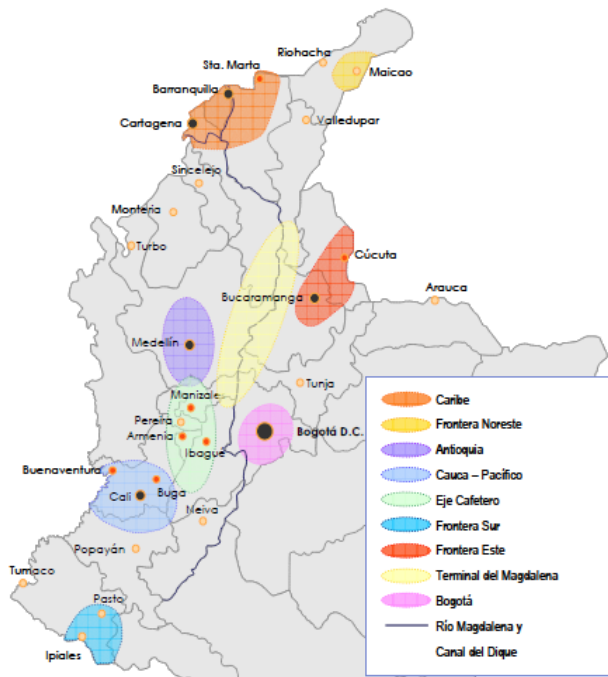 Riohacha
Sta. Marta
Maicao
Barranquilla
Cartagena
Valledupar
Sincelejo
Monteria
Turbo
Cúcuta
Arauca
Bucaramanga
Medellín
Manizale
Tunja
Pereira
Armenia
Bogotá D.C.
Ibague
Buenaventura
Buga
Cali
Neiva
Popayán
Tumaco
Pasto
Ipiales
Caribe
Frontera Noreste
Antioquia
Cauca – Pacífico
Eje Cafetero
Frontera Sur
Frontera Este
Terminal del Magdalena
Bogotá
Río Magdalena y
Canal del Dique